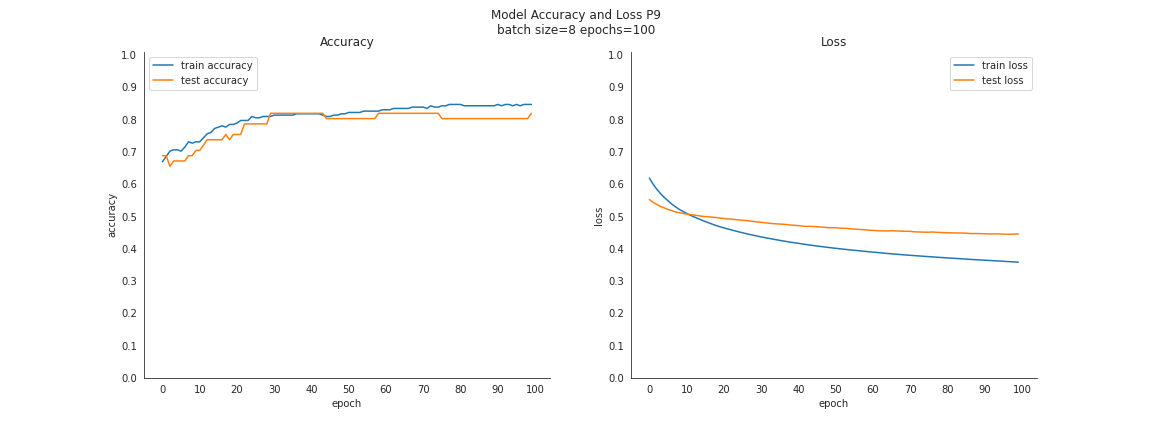 Model Accuracy and Loss P9
batch size=8 epochs=100
Accuracy
1.0
0.9
0.8
0.7
0.6
0.5
0.4
0.3
0.2
0.1
0.0
accuracy
train accuracy
test accuracy
0 10 20 30 40 50 60 70 80 90 100
epoch
Loss
1.0
0.9
0.8
0.7
0.6
0.5
0.4
0.3
0.2
0.1
0.0
loss
train loss
test loss
0 10 20 30 40 50 60 70 80 90 100
epoch